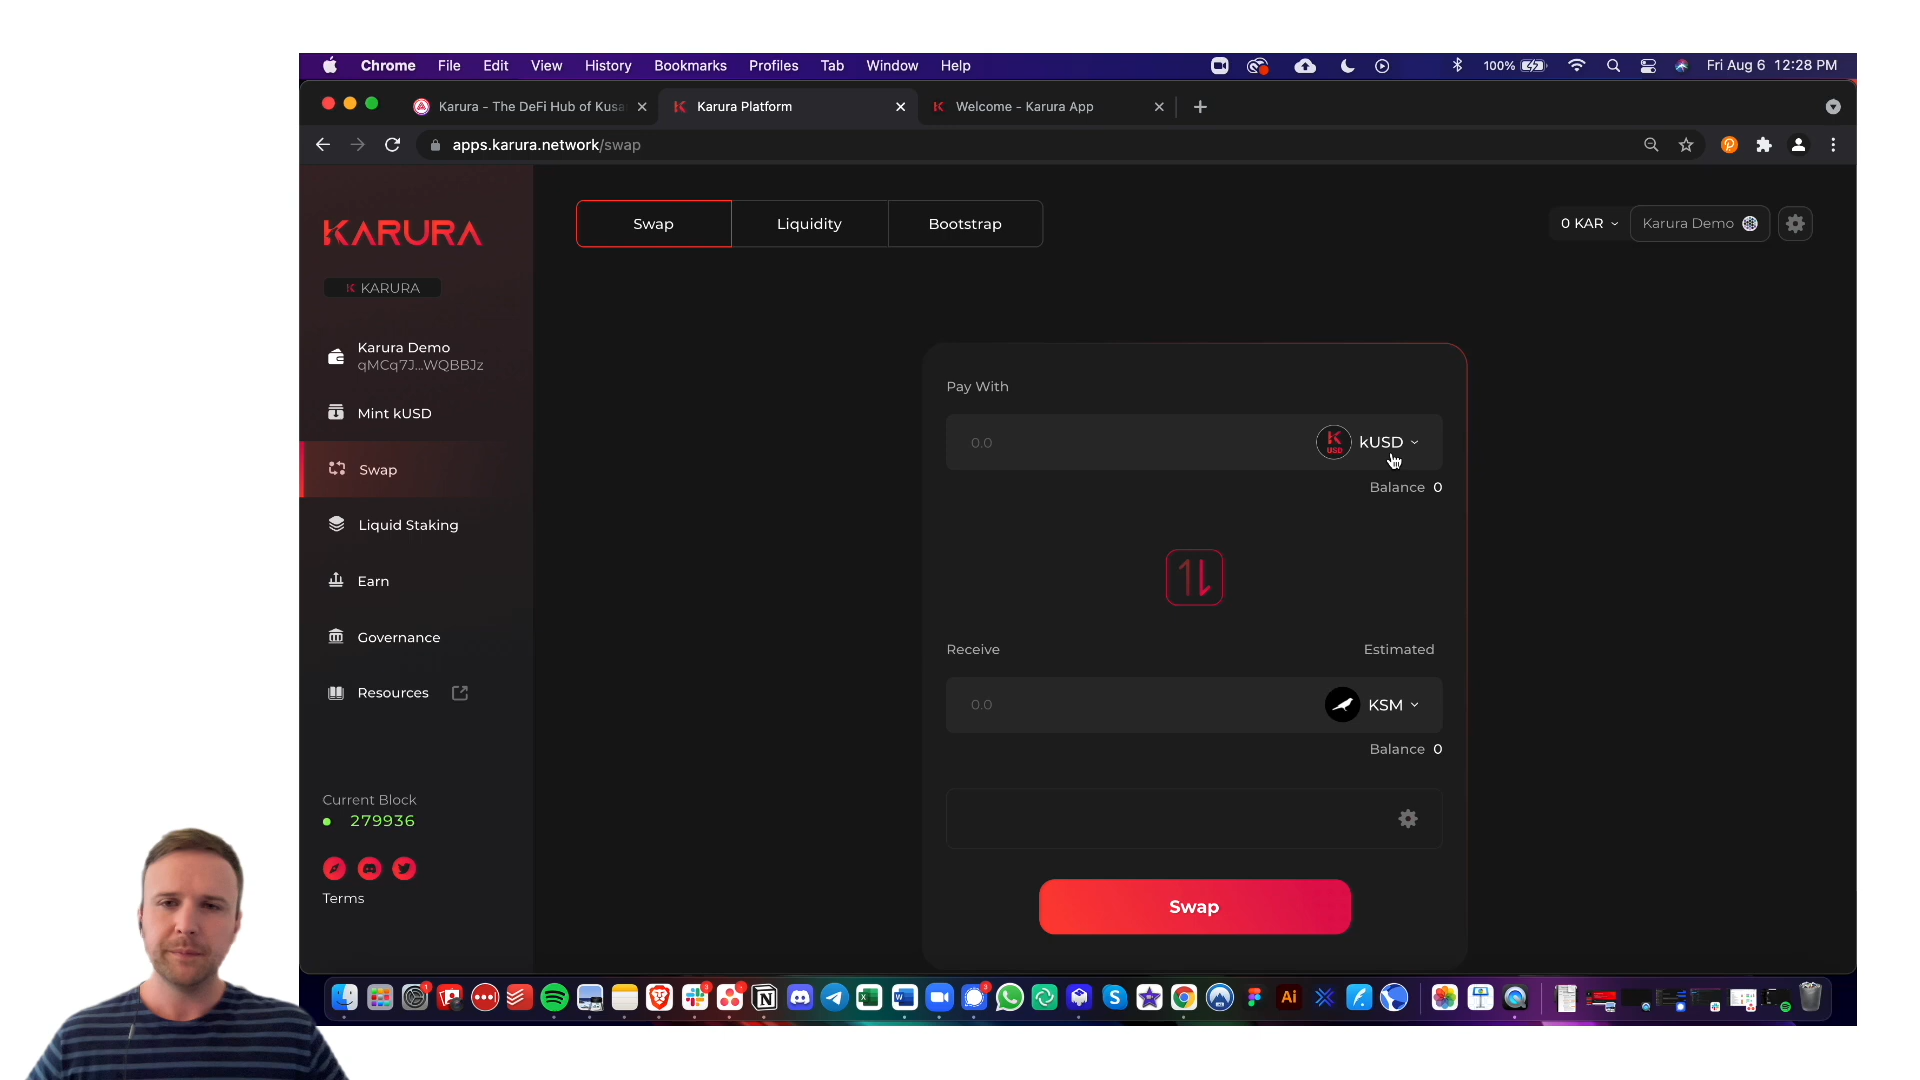 Chrome File Edit View History Bookmarks Profiles Tab Window Help 100% Fri Aug 6 12:28 PM
Karura - The DeFi Hub of Kusa Karura Platform Welcome - Karura App
apps.karura.network/swap
KARURA
KARURA
Karura Demo
qMCq7J...WQBBJz
Mint kUSD
Swap
Liquid Staking
Earn
Governance
Resources
Current Block
279936
Terms
Swap Liquidity Bootstrap
0 KAR Karura Demo
Pay With
0.0 K USD kUSD
Balance 0
Receive Estimated
0.0 KSM
Balance 0
Swap